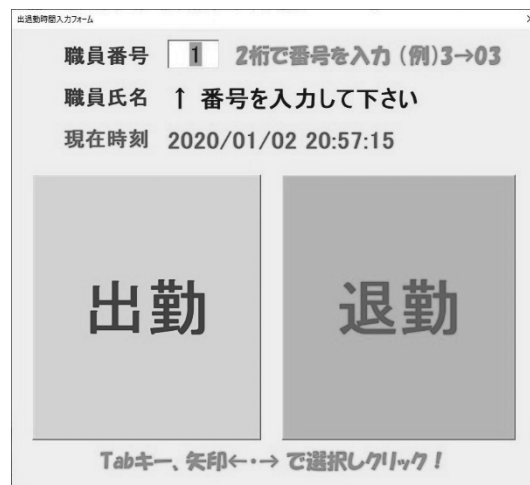 出退勤時間入力フォーム
職員番号 1 2桁で番号を入力 (例)3→03
職員氏名 ↑ 番号を入力して下さい
現在時刻 2020/01/02 20:57:15
出勤 退勤
Tabキー、矢印←・→ で選択しクリック！